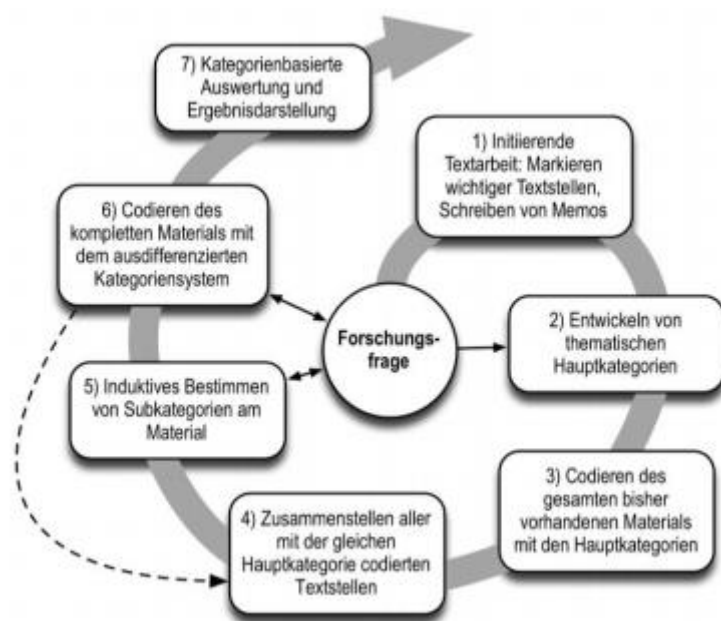 7) Kategorienbasierte
Auswertung und
Ergebnisdarstellung
1) Initiierende
Textarbeit: Markieren
wichtiger Textstellen,
Schreiben von Memos
6) Codieren des
kompletten Materials mit
dem ausdifferenzierten
Kategoriensystem
Forschungs-
frage
2) Entwickeln von
thematischen
Hauptkategorien
5) Induktives Bestimmen
von Subkategorien am
Material
3) Codieren des
gesamten bisher
vorhandenen Materials
mit den Hauptkategorien
4) Zusammenstellen aller
mit der gleichen
Hauptkategorie codierten
Textstellen